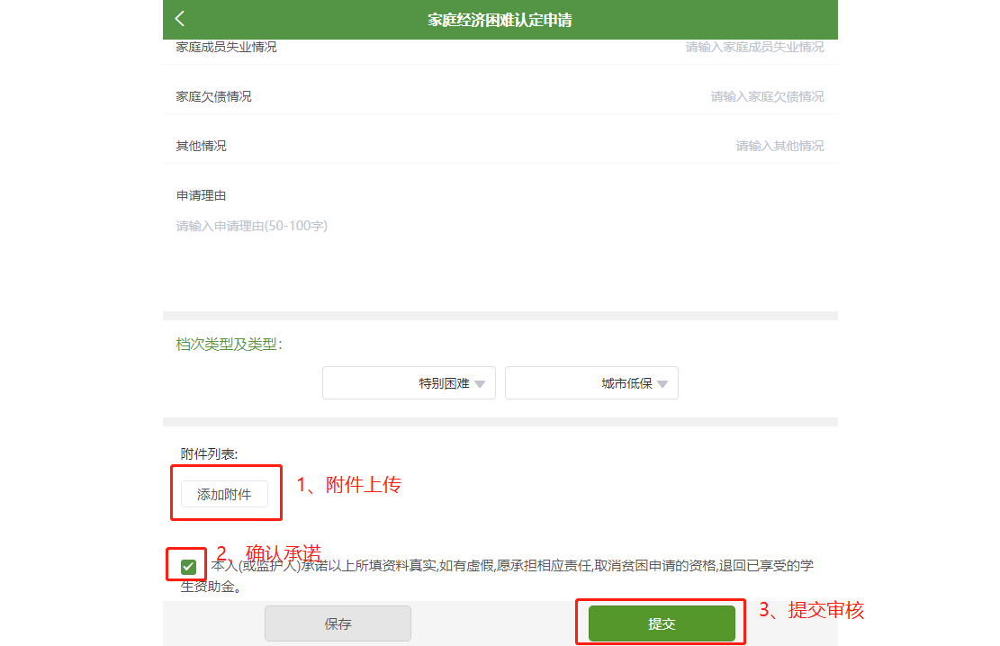 家庭经济困难认定申请
家庭成员失业情况 请输入家庭成员失业情况
家庭欠债情况 请输入家庭欠债情况
其他情况 请输入其他情况
申请理由
请输入申请理由(50-100字)
档次类型及类型:
特别困难 城市低保
附件列表:
添加附件 1、附件上传
2、确认承诺
本人(或监护人)承诺以上所填资料真实,如有虚假,愿承担相应责任,取消贫困申请的资格,退回已享受的学
生资助金。
保存 提交 3、提交审核